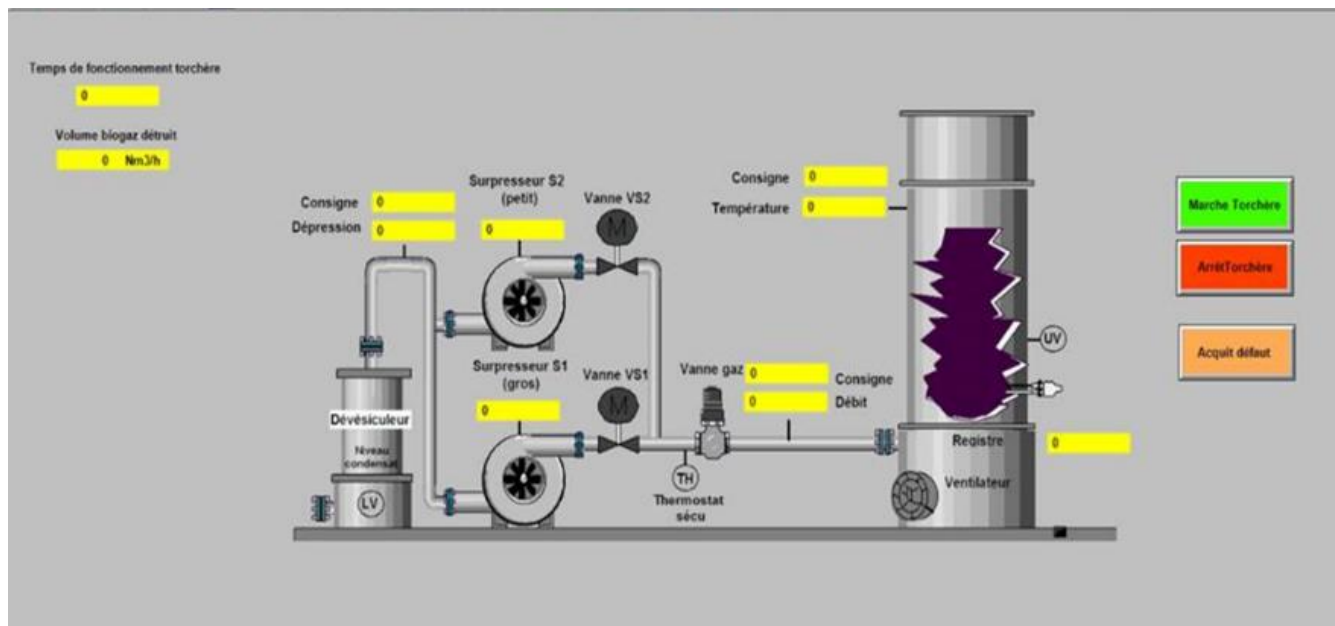 Temps de fonctionnement torchère
0
Volume biogaz détruit
0 Nm3/h
Consigne 0
Dépression 0
Surpresseur S2
(petit)
0
Vanne VS2
M
Consigne 0
Température 0
Marche Torchère
ArrêtTorchère
Acquit défaut
UV
Surpresseur S1
(gros)
0
Vanne VS1
M
Vanne gaz
0 Consigne
0 Débit
Dévésiculeur
Niveau
condensat
LV
TH
Thermostat
sécu
Registre 0
Ventilateur